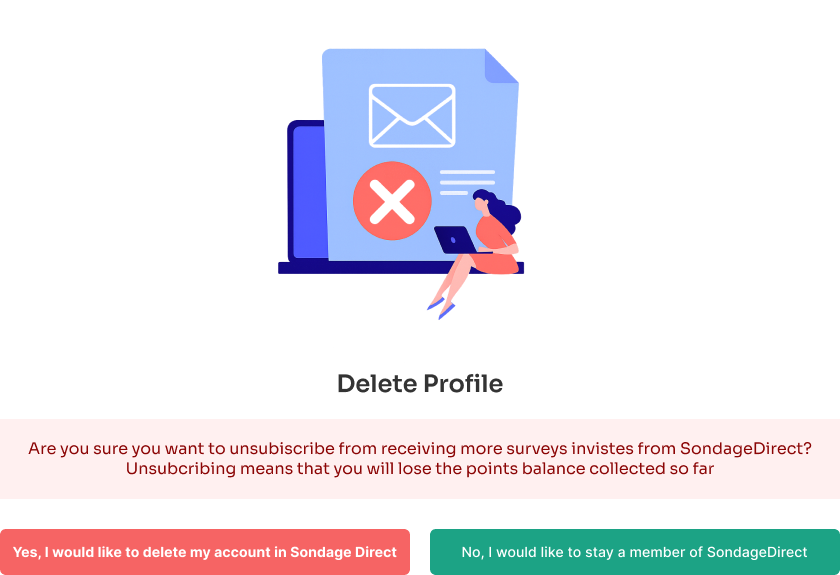 Delete Profile
Are you sure you want to unsubiscribe from receiving more surveys invistes from SondageDirect?
Unsubcribing means that you will lose the points balance collected so far
Yes, I would like to delete my account in Sondage Direct
No, I would like to stay a member of SondageDirect